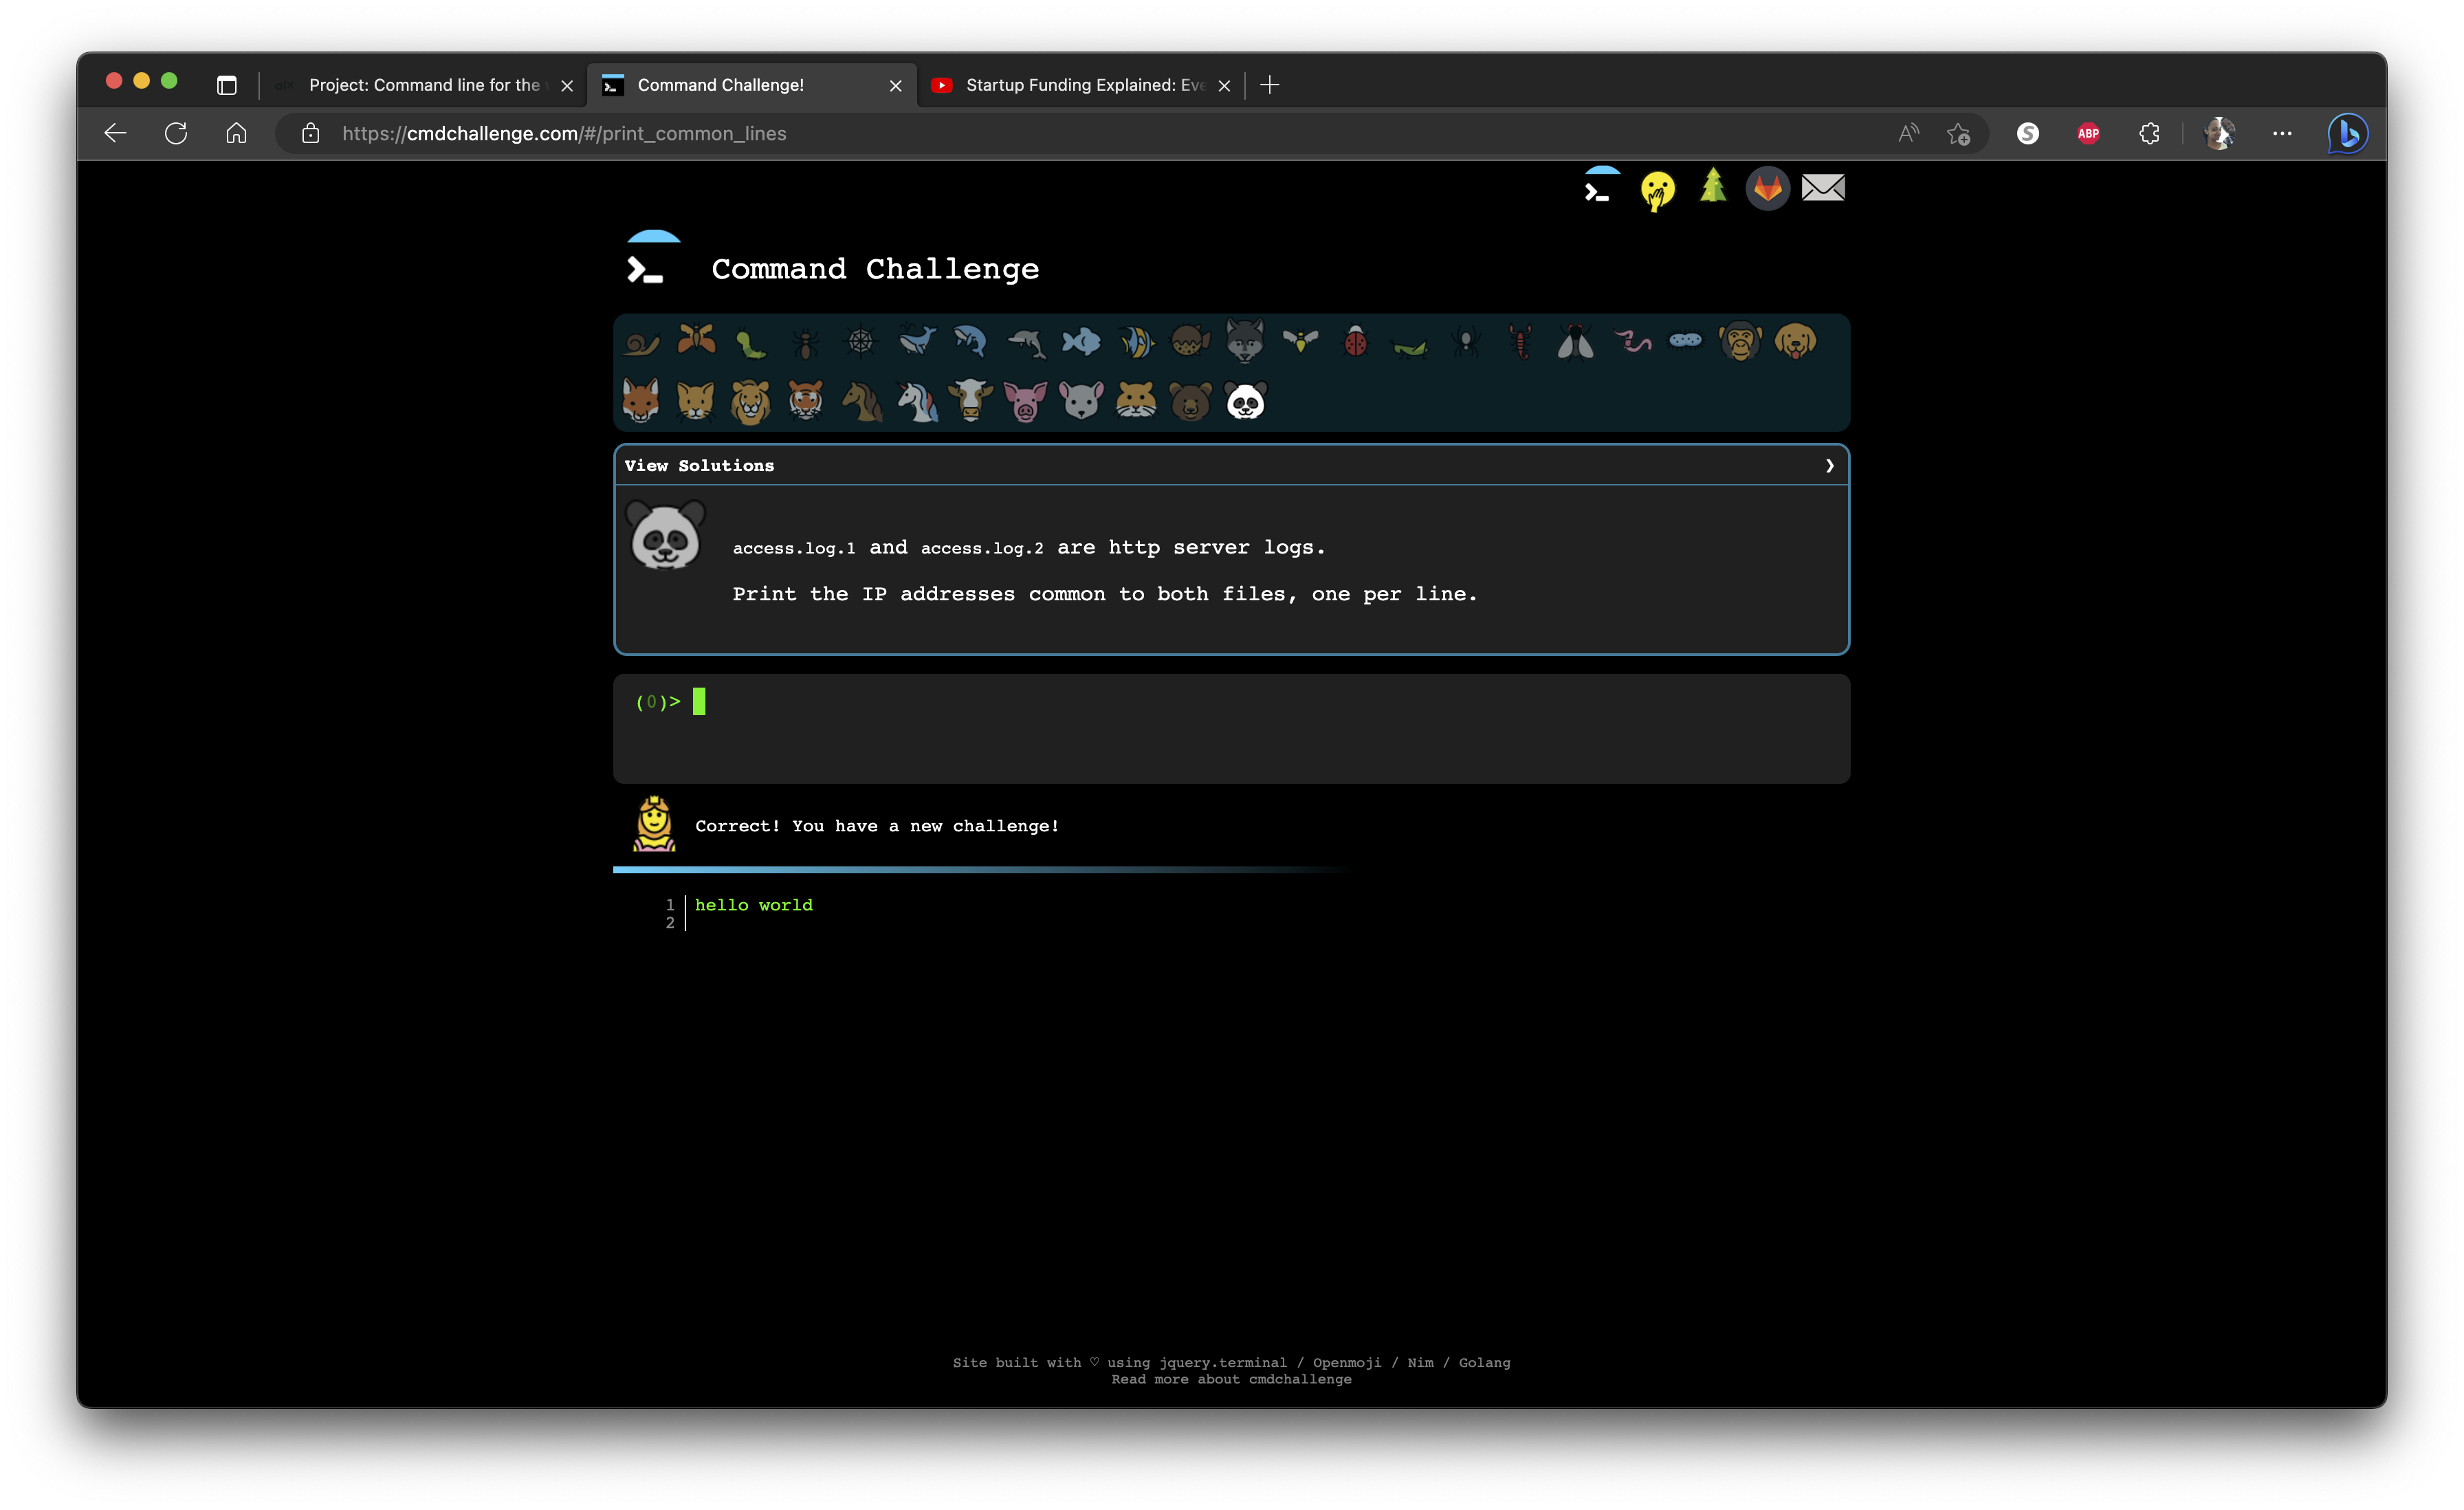 Project: Command line for the
Command Challenge!
Startup Funding Explained: Eve
https://cmdchallenge.com/#/print_common_lines
ABP
Command Challenge
View Solutions
access.log.1 and access.log.2 are http server logs.
Print the IP addresses common to both files, one per line.
(0)>
Correct! You have a new challenge!
1 hello world
2
Site built with ♡ using jquery.terminal / Openmoji / Nim / Golang
Read more about cmdchallenge